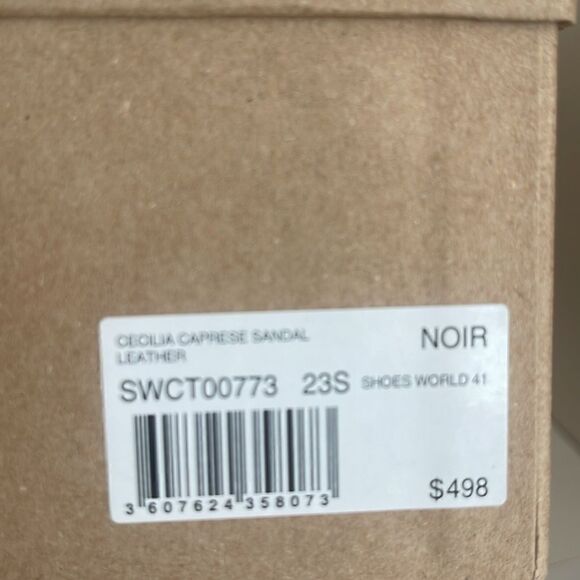 CECILIA CAPRESE SANDAL
LEATHER
NOIR
SWCT00773 23S SHOES WORLD 41
3 607624 358073
$498